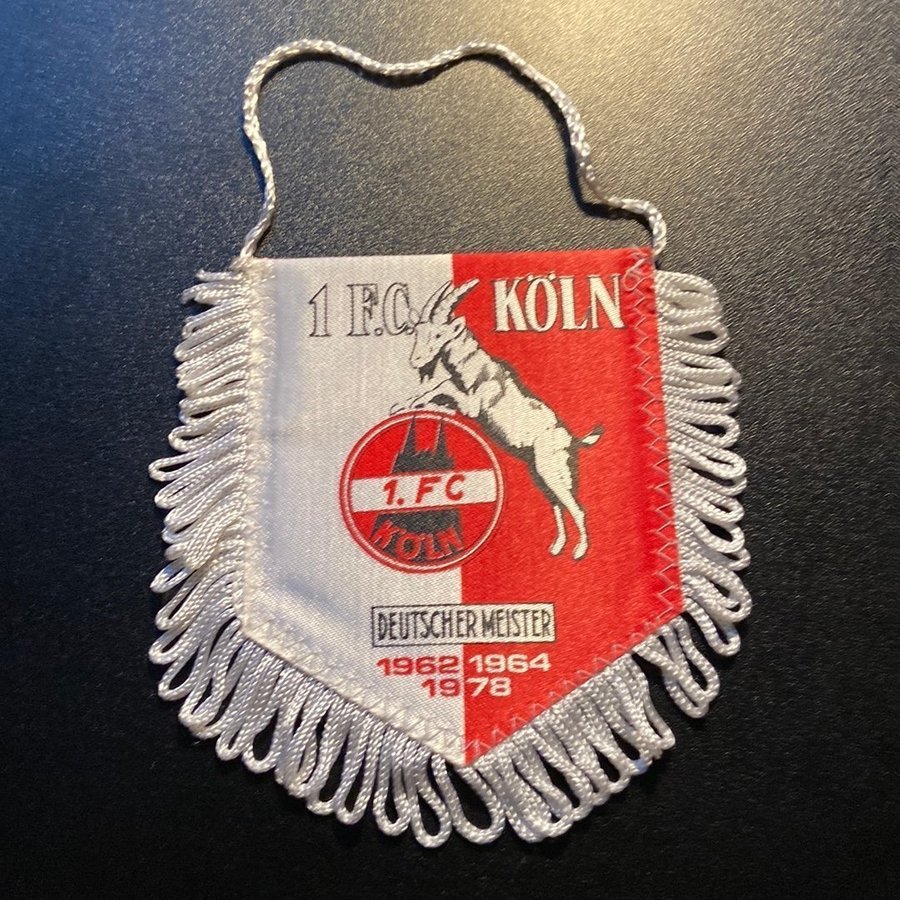 1 F.C. KÖLN
1. FC
KÖLN
DEUTSCHER MEISTER
1962 1964
1978